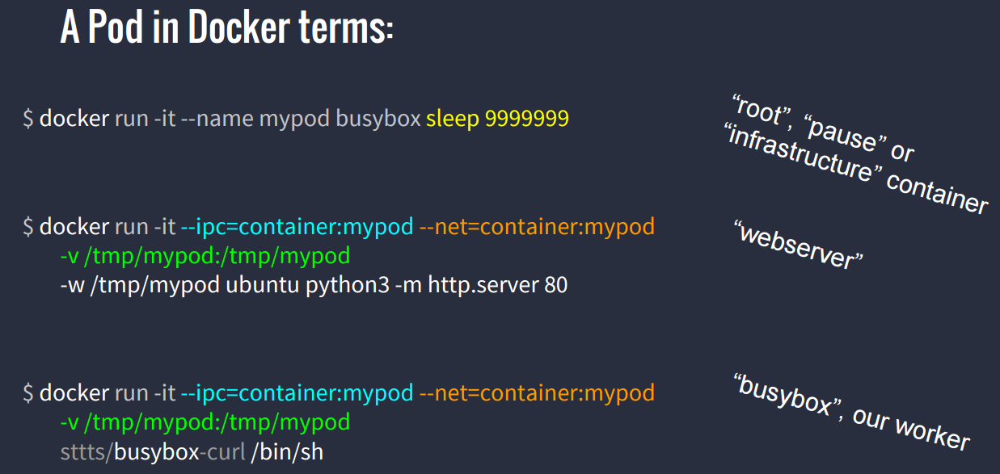 A Pod in Docker terms:
$ docker run -it --name mypod busybox sleep 9999999
“root”, “pause” or
“infrastructure” container
$ docker run -it --ipc=container:mypod --net=container:mypod
-v /tmp/mypod:/tmp/mypod
-w /tmp/mypod ubuntu python3 -m http.server 80
“webserver”
$ docker run -it --ipc=container:mypod --net=container:mypod
-v /tmp/mypod:/tmp/mypod
sttts/busybox-curl /bin/sh
“busybox”, our worker